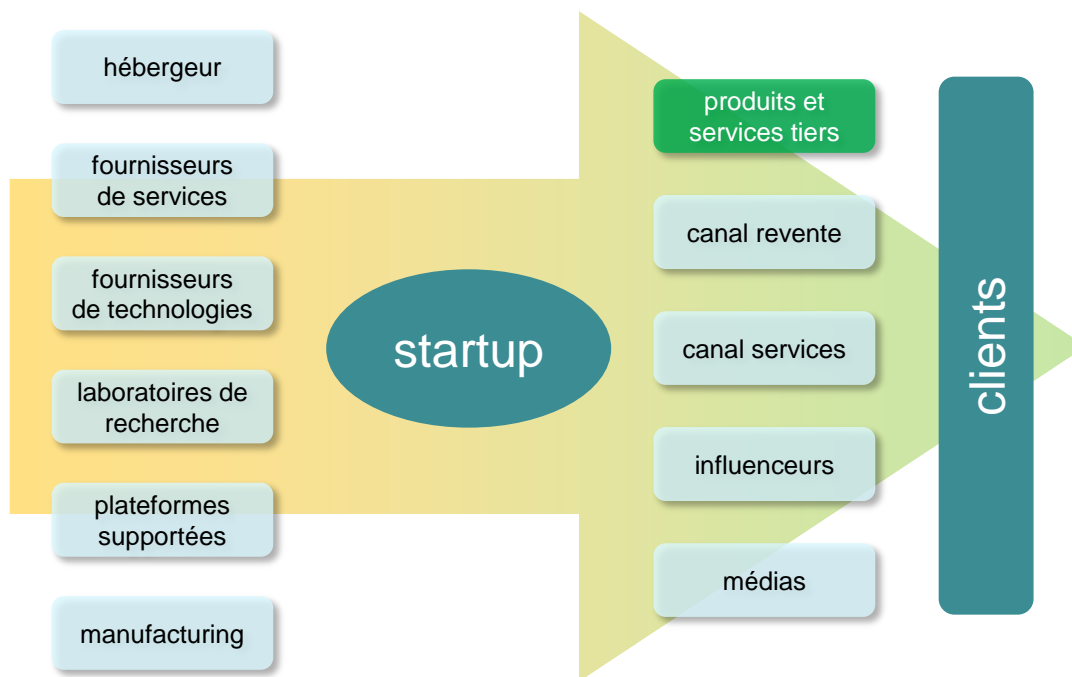 hébergeur
fournisseurs
de services
fournisseurs
de technologies
laboratoires de
recherche
plateformes
supportées
manufacturing
startup
produits et
services tiers
canal revente
canal services
influenceurs
médias
clients